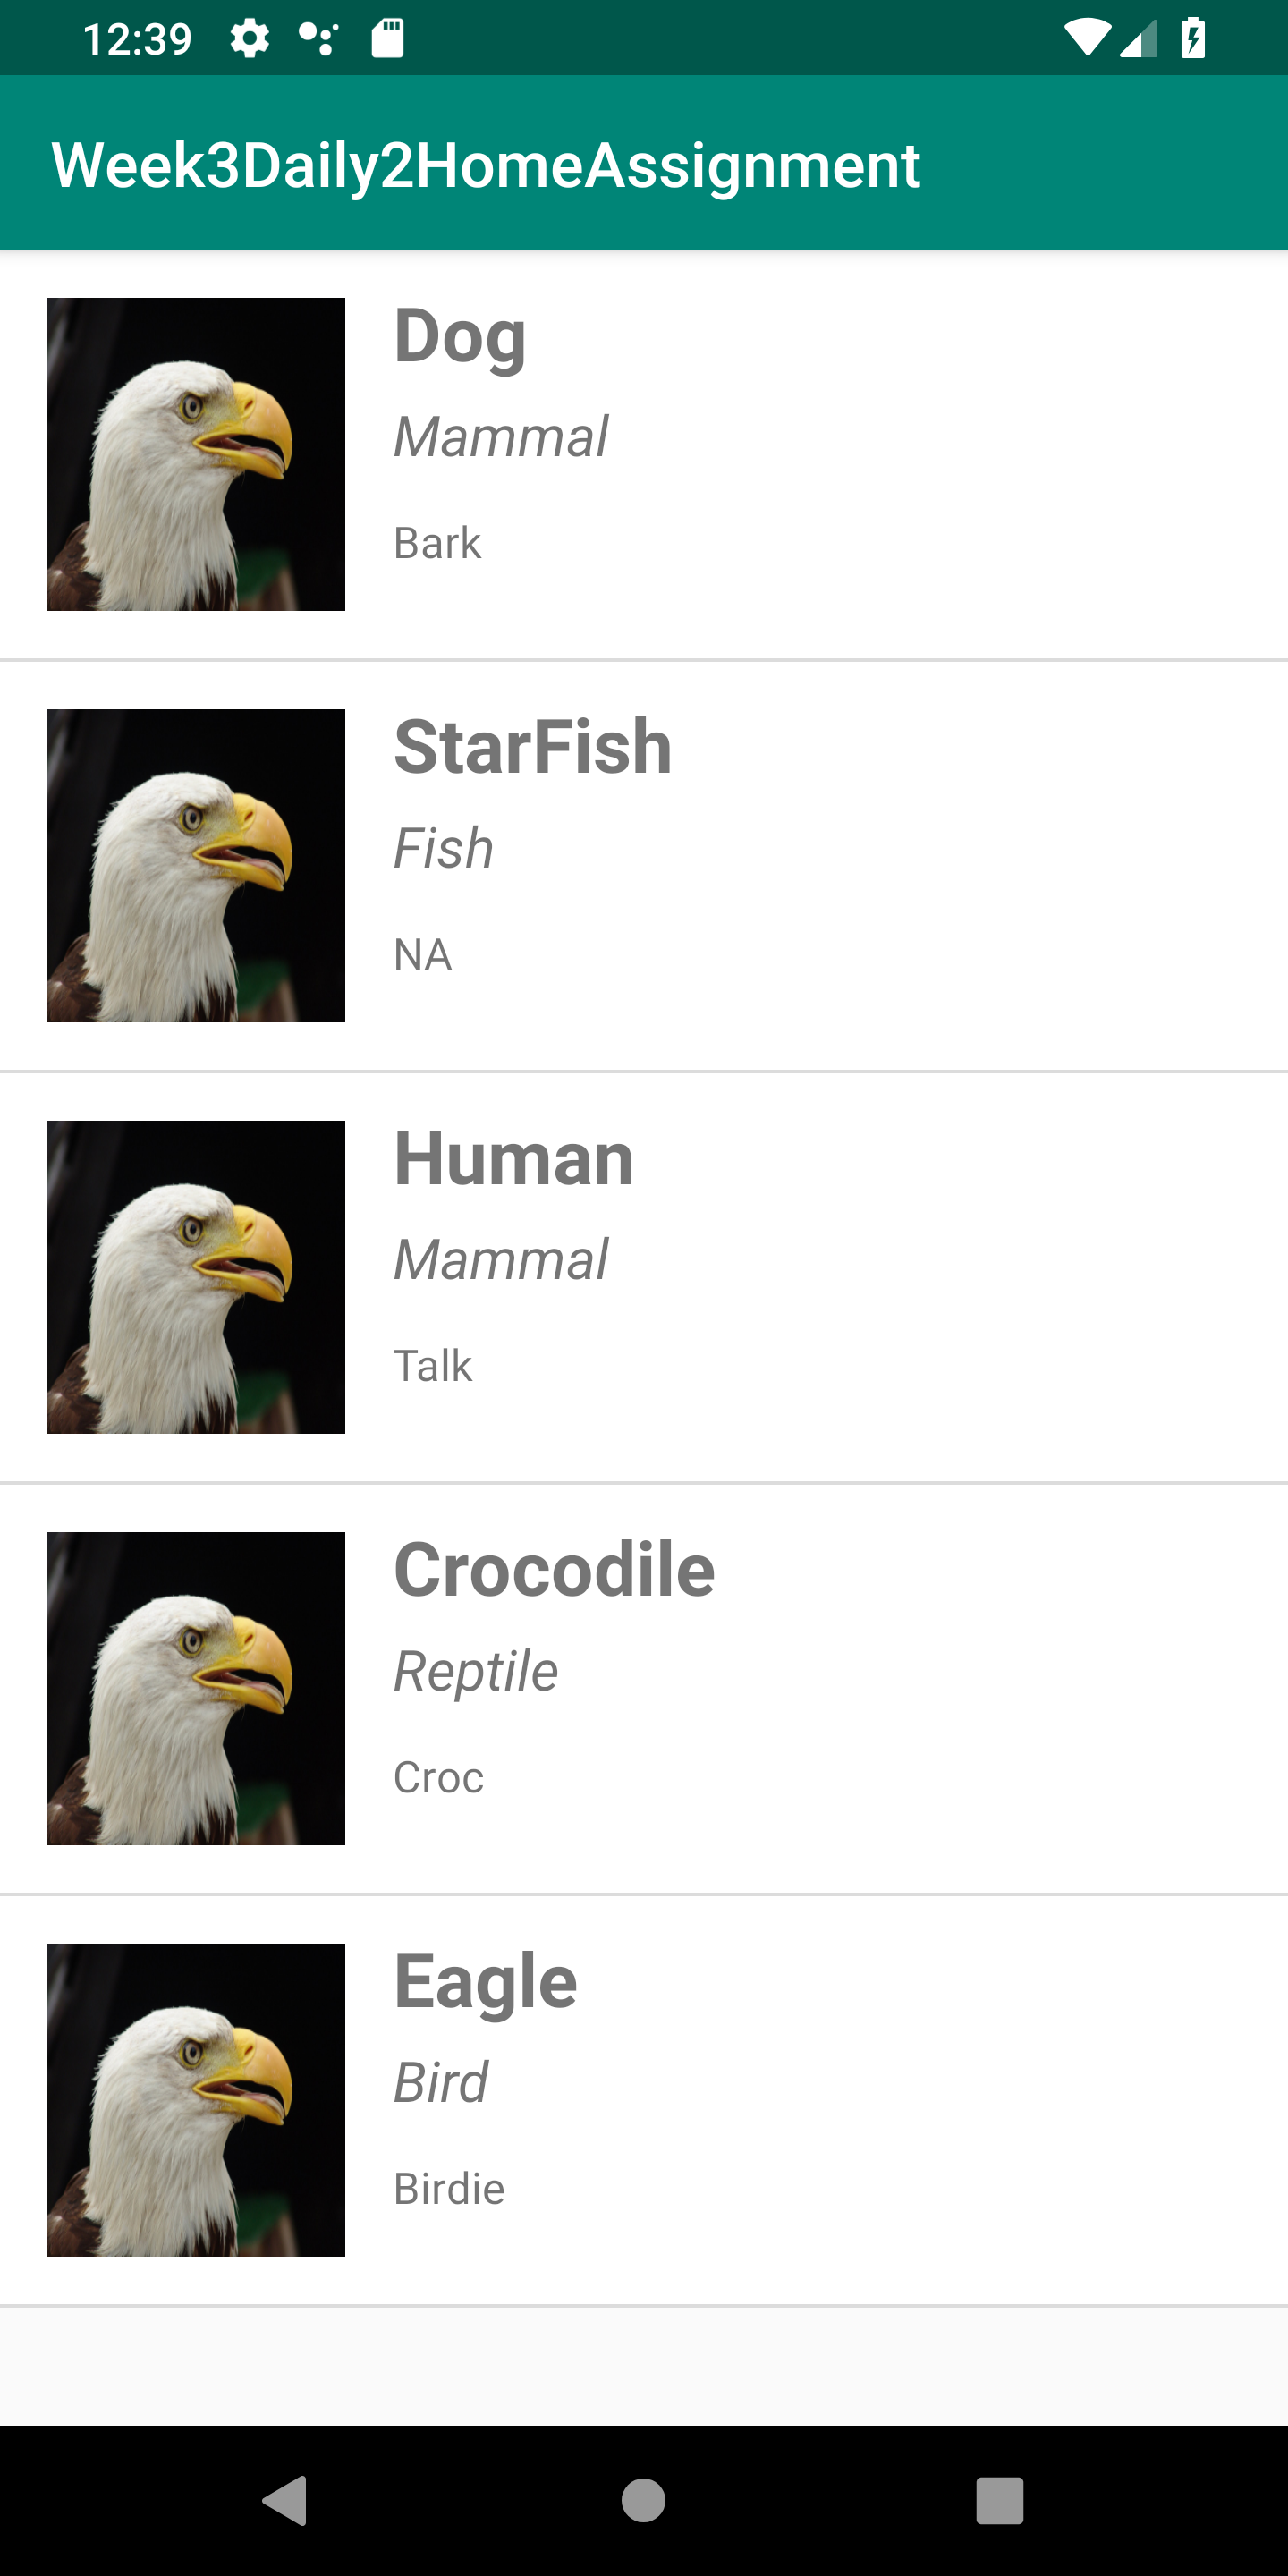 12:39
Week3Daily2HomeAssignment
Dog
Mammal
Bark
StarFish
Fish
NA
Human
Mammal
Talk
Crocodile
Reptile
Croc
Eagle
Bird
Birdie